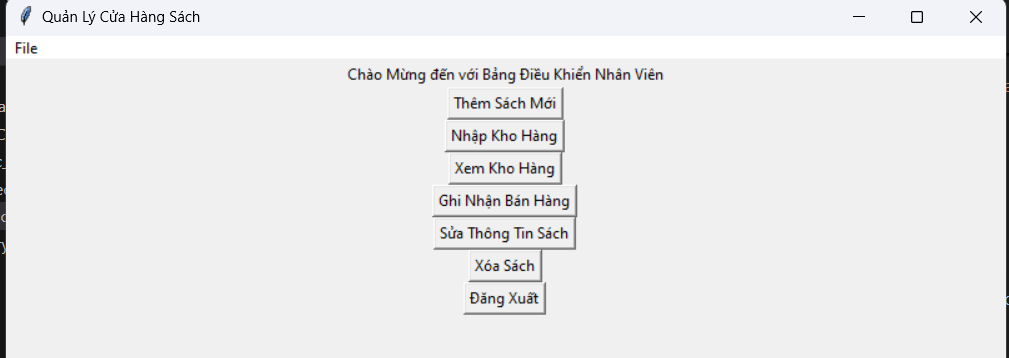 Quản Lý Cửa Hàng Sách
File
Chào Mừng đến với Bảng Điều Khiển Nhân Viên
Thêm Sách Mới
Nhập Kho Hàng
Xem Kho Hàng
Ghi Nhận Bán Hàng
Sửa Thông Tin Sách
Xóa Sách
Đăng Xuất